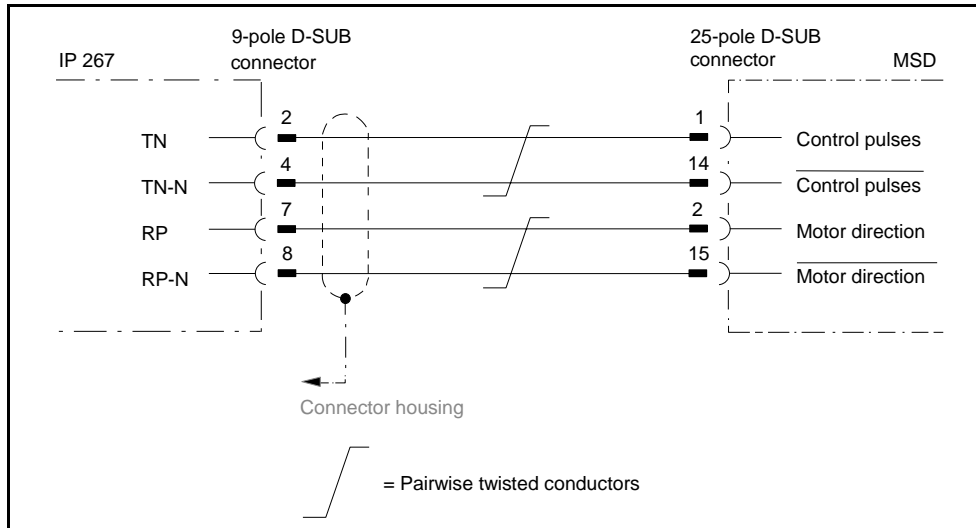 9-pole D-SUB
connector
25-pole D-SUB
connector
IP 267
MSD
2
1
TN
Control pulses
4
14
TN-N
Control pulses
7
2
RP
Motor direction
8
15
RP-N
Motor direction
Connector housing
= Pairwise twisted conductors